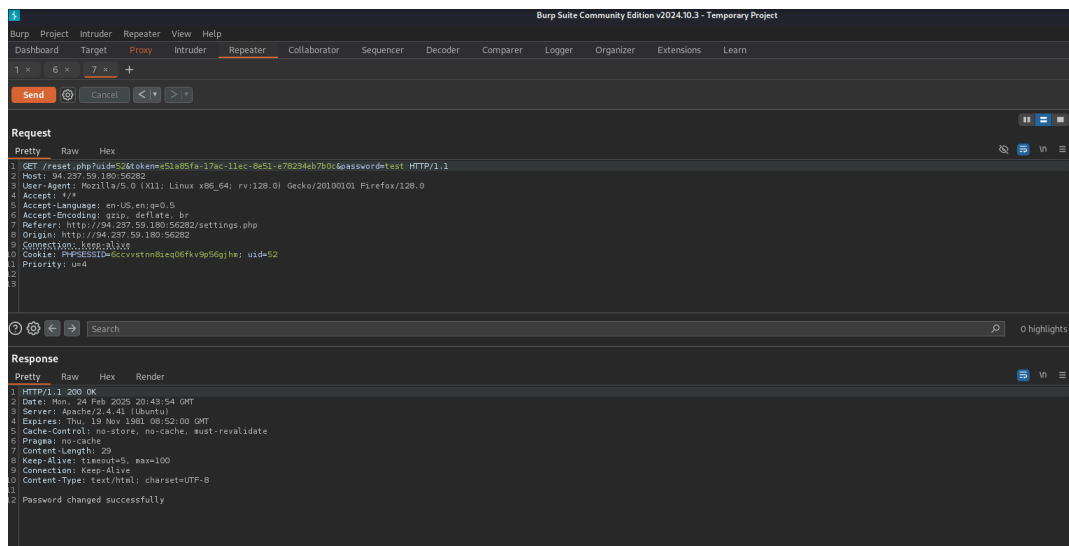 Burp Suite Community Edition v2024.10.3 - Temporary Project
Burp Project Intruder Repeater View Help
Dashboard Target Proxy Intruder Repeater Collaborator Sequencer Decoder Comparer Logger Organizer Extensions Learn
1 × 6 × 7 × +
Send Cancel < >
Request
Pretty Raw Hex \n
1 GET /reset.php?uid=52&token=e51a85fa-17ac-11ec-8e51-e78234eb7b0c&password=test HTTP/1.1
2 Host: 94.237.59.180:56282
3 User-Agent: Mozilla/5.0 (X11; Linux x86_64; rv:128.0) Gecko/20100101 Firefox/128.0
4 Accept: */*
5 Accept-Language: en-US,en;q=0.5
6 Accept-Encoding: gzip, deflate, br
7 Referer: http://94.237.59.180:56282/settings.php
8 Origin: http://94.237.59.180:56282
9 Connection: keep-alive
10 Cookie: PHPSESSID=6ccvvstnn8ieq06fkv9p56gjhm; uid=52
11 Priority: u=4
12
13
Search 0 highlights
Response
Pretty Raw Hex Render \n
1 HTTP/1.1 200 OK
2 Date: Mon, 24 Feb 2025 20:43:54 GMT
3 Server: Apache/2.4.41 (Ubuntu)
4 Expires: Thu, 19 Nov 1981 08:52:00 GMT
5 Cache-Control: no-store, no-cache, must-revalidate
6 Pragma: no-cache
7 Content-Length: 29
8 Keep-Alive: timeout=5, max=100
9 Connection: Keep-Alive
10 Content-Type: text/html; charset=UTF-8
11
12 Password changed successfully